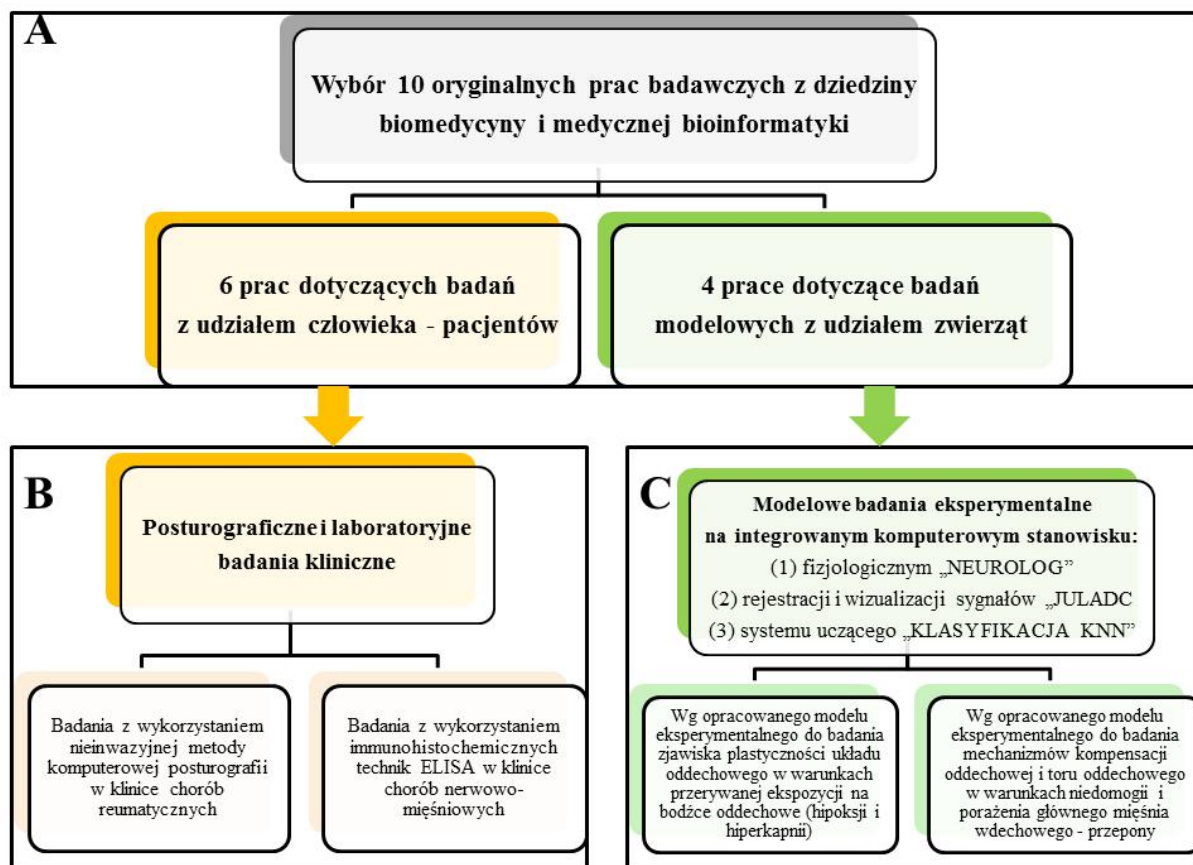 A
Wybór 10 oryginalnych prac badawczych z dziedziny
biomedycyny i medycznej bioinformatyki
6 prac dotyczących badań
z udziałem człowieka - pacjentów
4 prace dotyczące badań
modelowych z udziałem zwierząt
B
Posturograficzne i laboratoryjne
badania kliniczne
Badania z wykorzystaniem
nieinwazyjnej metody
komputerowej posturografii
w klinice chorób
reumatycznych
Badania z wykorzystaniem
immunohistochemicznych
technik ELISA w klinice
chorób nerwowo-
mięśniowych
C
Modelowe badania eksperymentalne
na integrowanym komputerowym stanowisku:
(1) fizjologicznym „NEUROLOG”
(2) rejestracji i wizualizacji sygnałów „JULADC
(3) systemu uczącego „KLASYFIKACJA KNN”
Wg opracowanego modelu
eksperymentalnego do badania
zjawiska plastyczności układu
oddechowego w warunkach
przerywanej ekspozycji na
bodźce oddechowe (hipoksji i
hiperkapnii)
Wg opracowanego modelu
eksperymentalnego do badania
mechanizmów kompensacji
oddechowej i toru oddechowego
w warunkach niedomogii i
porażenia głównego mięśnia
wdechowego - przepony